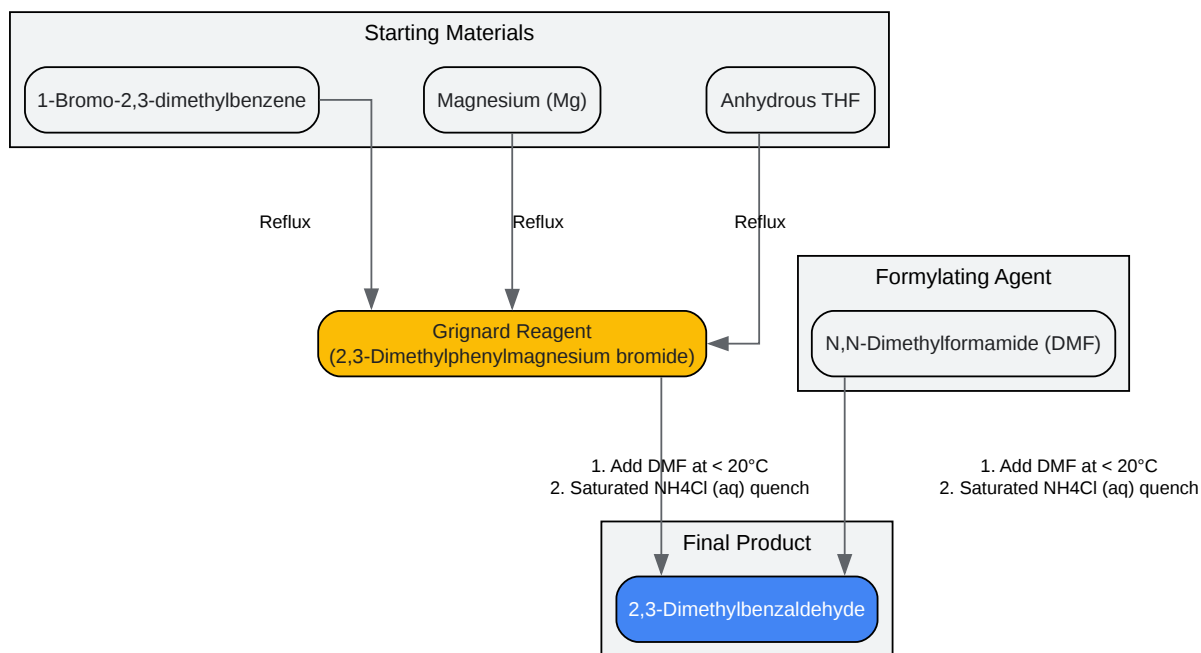 Starting Materials
1-Bromo-2,3-dimethylbenzene
Magnesium (Mg)
Anhydrous THF
Reflux
Reflux
Reflux
Formylating Agent
N,N-Dimethylformamide (DMF)
Grignard Reagent
(2,3-Dimethylphenylmagnesium bromide)
1. Add DMF at < 20°C
2. Saturated NH4Cl (aq) quench
1. Add DMF at < 20°C
2. Saturated NH4Cl (aq) quench
Final Product
2,3-Dimethylbenzaldehyde